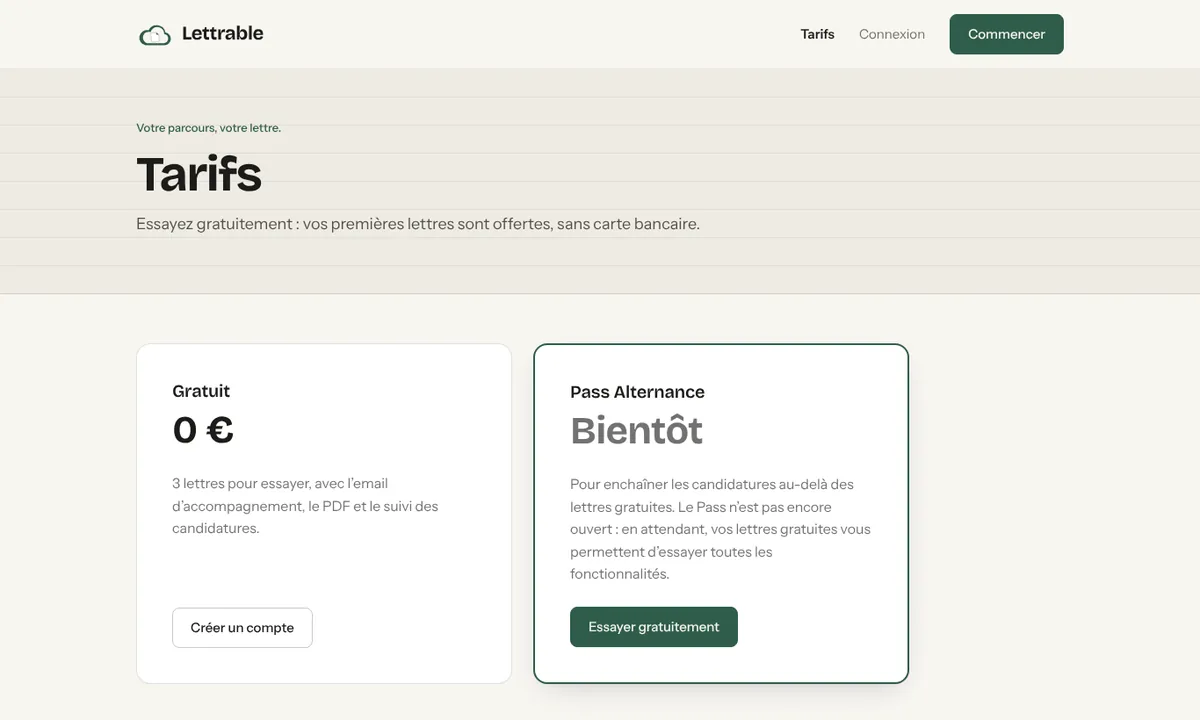 Lettrable
Tarifs
Connexion
Commencer
Votre parcours, votre lettre.
Tarifs
Essayez gratuitement : vos premières lettres sont offertes, sans carte bancaire.
Gratuit
0 €
3 lettres pour essayer, avec l’email
d’accompagnement, le PDF et le suivi des
candidatures.
Créer un compte
Pass Alternance
Bientôt
Pour enchaîner les candidatures au-delà des
lettres gratuites. Le Pass n’est pas encore
ouvert : en attendant, vos lettres gratuites vous
permettent d’essayer toutes les
fonctionnalités.
Essayer gratuitement